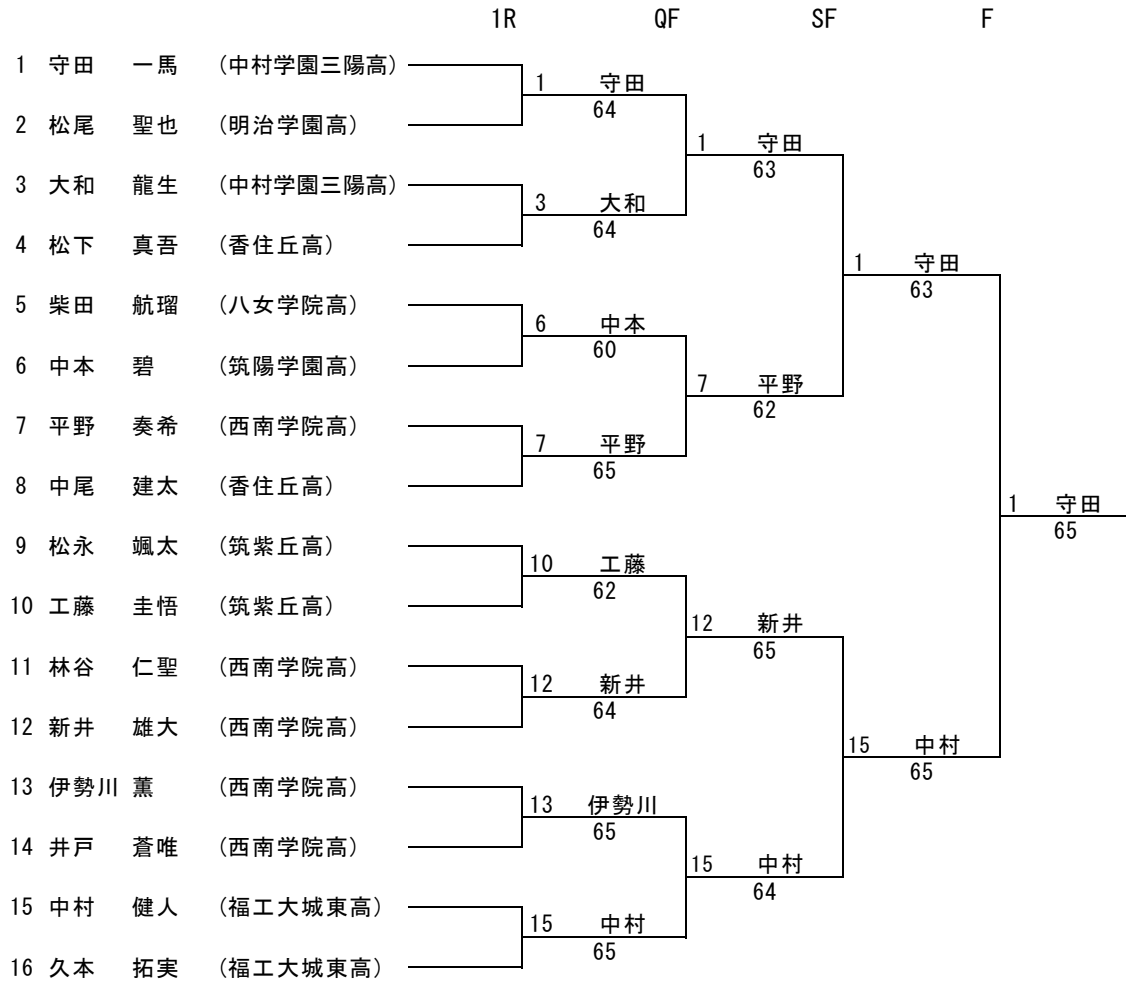 1R QF SF F
1 守田 一馬 (中村学園三陽高)
1 守田
64
2 松尾 聖也 (明治学園高)
1 守田
63
3 大和 龍生 (中村学園三陽高)
3 大和
64
4 松下 真吾 (香住丘高)
1 守田
63
5 柴田 航瑠 (八女学院高)
6 中本
60
6 中本 碧 (筑陽学園高)
7 平野
62
7 平野 奏希 (西南学院高)
7 平野
65
8 中尾 建太 (香住丘高)
1 守田
65
9 松永 颯太 (筑紫丘高)
10 工藤
62
10 工藤 圭悟 (筑紫丘高)
12 新井
65
11 林谷 仁聖 (西南学院高)
12 新井
64
12 新井 雄大 (西南学院高)
15 中村
65
13 伊勢川 薫 (西南学院高)
13 伊勢川
65
14 井戸 蒼唯 (西南学院高)
15 中村
64
15 中村 健人 (福工大城東高)
15 中村
65
16 久本 拓実 (福工大城東高)